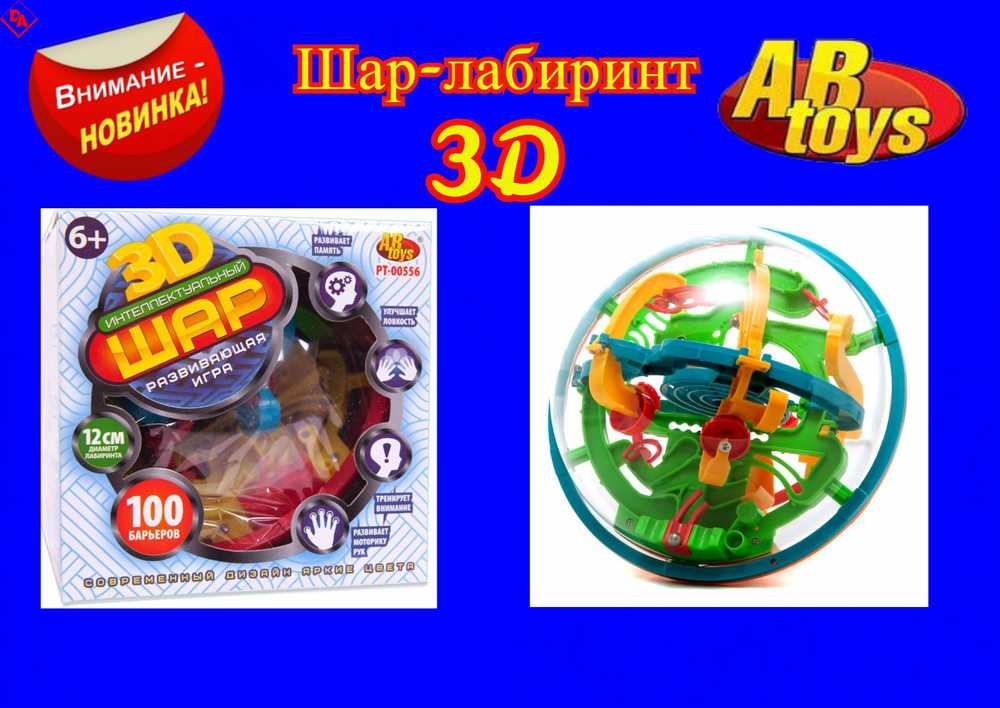 DA
Внимание -
НОВИНКА!
Шар-лабиринт
3D
AB
toys
6+
3D
ИНТЕЛЛЕКТУАЛЬНЫЙ
ШАР
РАЗВИВАЮЩАЯ
ИГРА
РАЗВИВАЕТ
ПАМЯТЬ
AB
toys
PT-00556
УЛУЧШАЕТ
ЛОВКОСТЬ
12СМ
ДИАМЕТР
ЛАБИРИНТА
100
БАРЬЕРОВ
ТРЕНИРУЕТ
ВНИМАНИЕ
РАЗВИВАЕТ
МОТОРИКУ
РУК
СОВРЕМЕННЫЙ ДИЗАЙН ЯРКИЕ ЦВЕТА